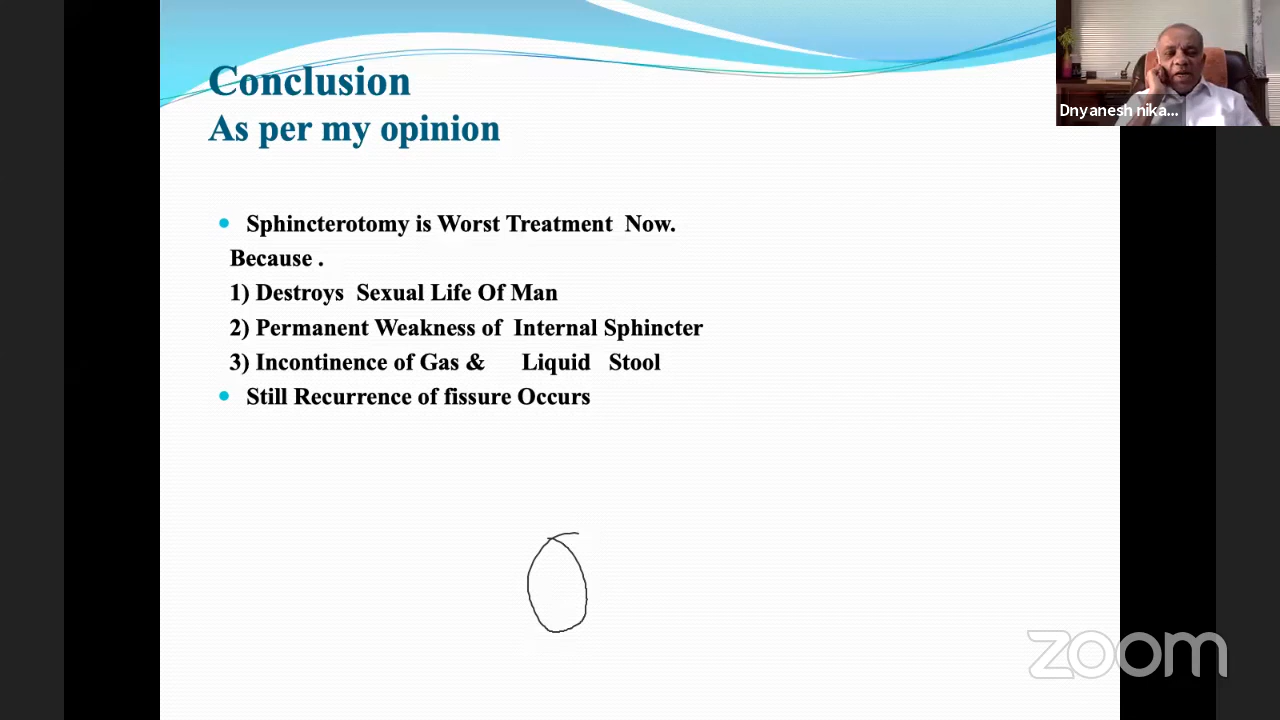 Conclusion
As per my opinion
Dnyanesh nika...
Sphincterotomy is Worst Treatment Now.
Because .
1) Destroys Sexual Life Of Man
2) Permanent Weakness of Internal Sphincter
3) Incontinence of Gas & Liquid Stool
Still Recurrence of fissure Occurs
zoom